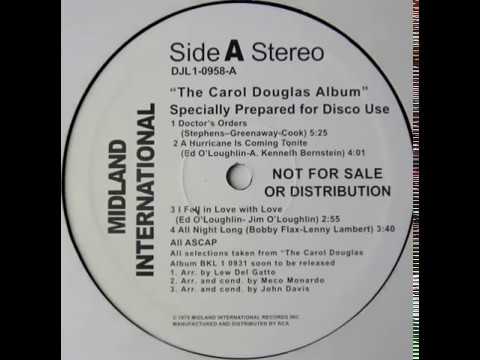 Side A Stereo
DJL1-0958-A
"The Carol Douglas Album"
Specially Prepared for Disco Use
1 Doctor's Orders
(Stephens–Greenaway-Cook) 5:25
2 A Hurricane Is Coming Tonite
(Ed O'Loughlin-A. Kenneth Bernstein) 4:01
MIDLAND
INTERNATIONAL
NOT FOR SALE
OR DISTRIBUTION
3 I Fell in Love with Love
(Ed O'Loughlin- Jim O'Loughlin) 2:55
4 All Night Long (Bobby Flax-Lenny Lambert) 3:40
All ASCAP
All selections taken from "The Carol Douglas
Album BKL 1 0931 soon to be released
1. Arr. by Lew Del Gatto
2. Arr. and cond. by Meco Monardo
3. Arr. and cond. by John Davis
© 1975 MIDLAND INTERNATIONAL RECORDS INC
MANUFACTURED AND DISTRIBUTED BY RCA